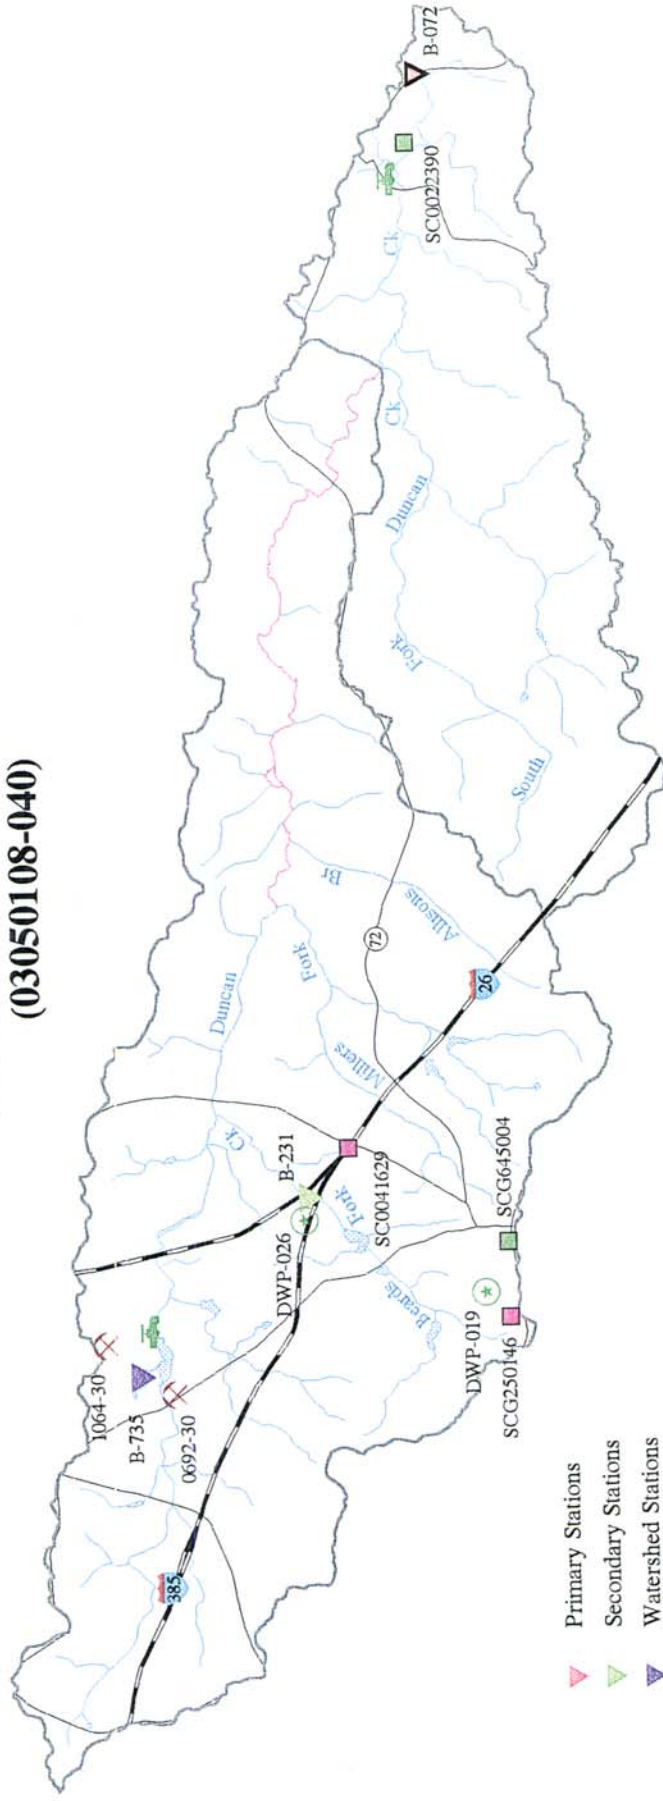 (03050108-040)
B-072
SC0022390
Ck
Ck
Duncan
Fork
South
72
Br
Allisons
26
Duncan
Fork
Millers
Ck
B-231
Fork
SC0041629
DWP-026
SCG645004
Beards
DWP-019
SCG250146
1064-30
B-735
0692-30
385
Primary Stations
Secondary Stations
Watershed Stations